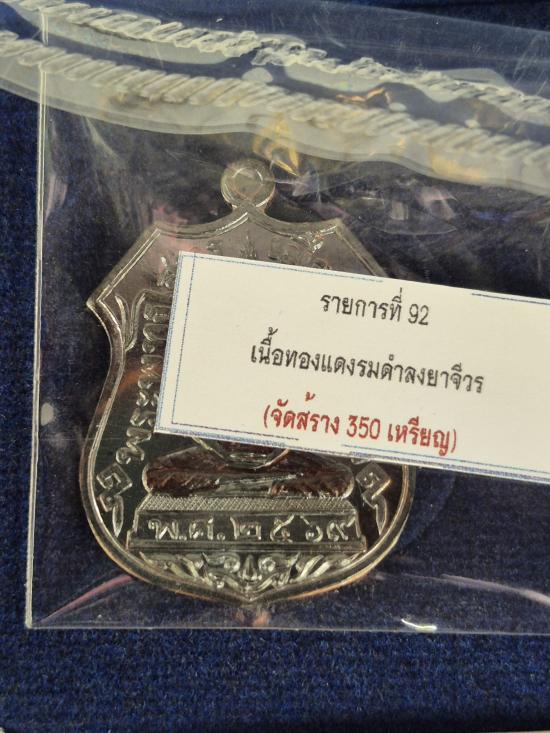 รายการที่ 92
เนื้อทองแดงรมดำลงยาจีวร
(จัดสร้าง 350 เหรียญ)
พ.ศ.๒๕๖๙